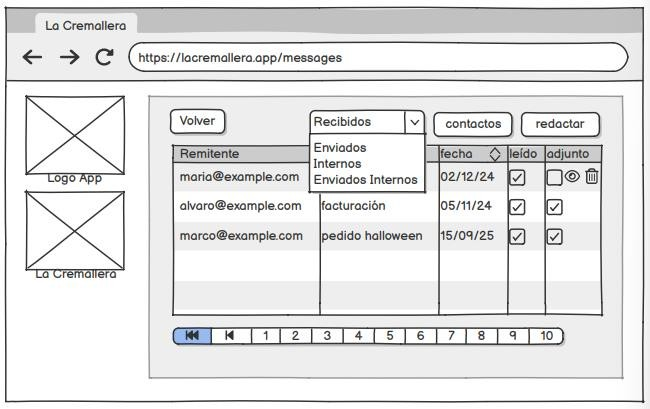 La Cremallera
https://lacremallera.app/messages
Logo App
La Cremallera
Volver
Recibidos
contactos
redactar
Enviados
Internos
Enviados Internos
Remitente fecha leído adjunto
maria@example.com 02/12/24
alvaro@example.com facturación 05/11/24
marco@example.com pedido halloween 15/09/25
1 2 3 4 5 6 7 8 9 10